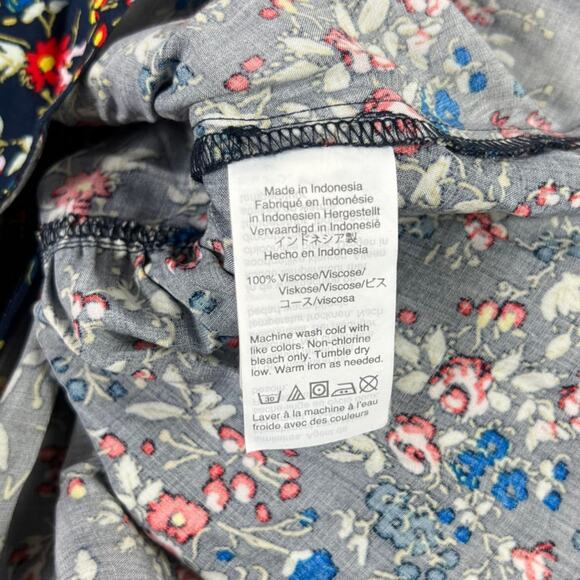 Made in Indonesia
Fabriqué en Indonésie
in Indonesien Hergestellt
Vervaardigd in Indonesië
インドネシア製
Hecho en Indonesia
100% Viscose/Viscose/
Viskose/Viscose/ビス
コース/viscosa
Machine wash cold with
like colors. Non-chlorine
bleach only. Tumble dry
low. Warm iron as needed.
30
Laver à la machine à l'eau
froide avec des couleurs